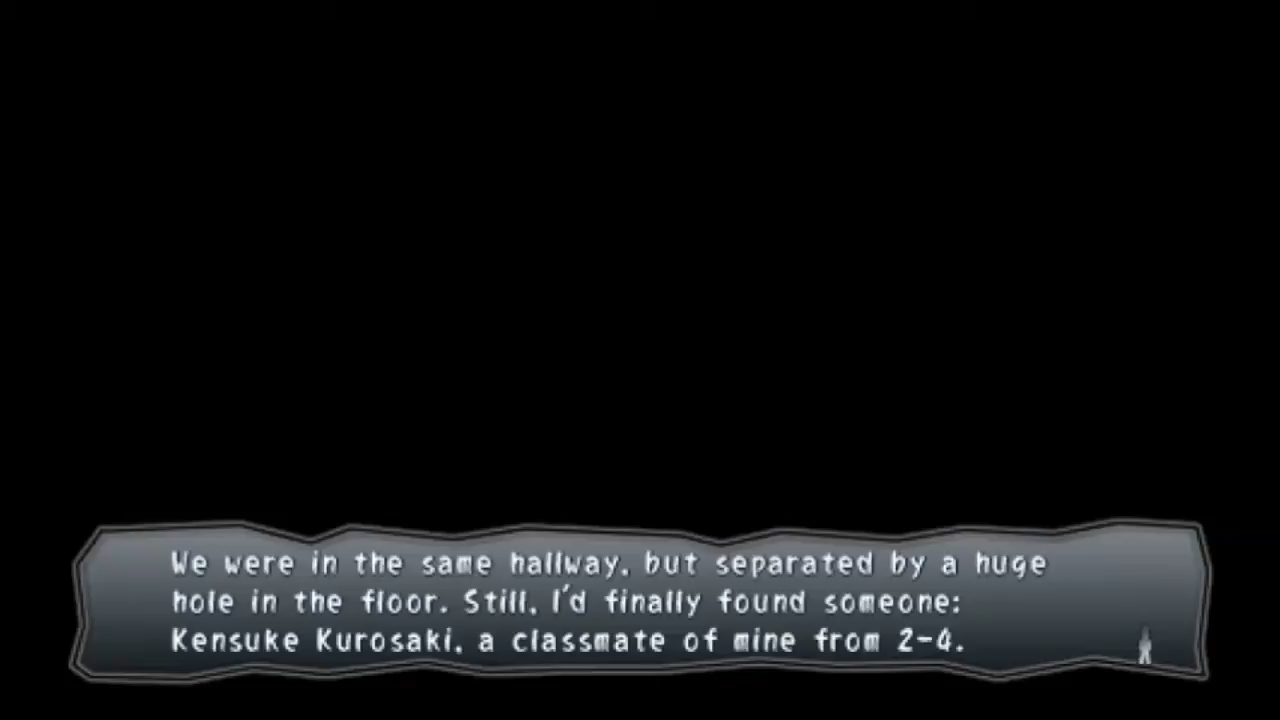 We were in the same hallway, but separated by a huge
hole in the floor. Still, I'd finally found someone:
Kensuke Kurosaki, a classmate of mine from 2-4.